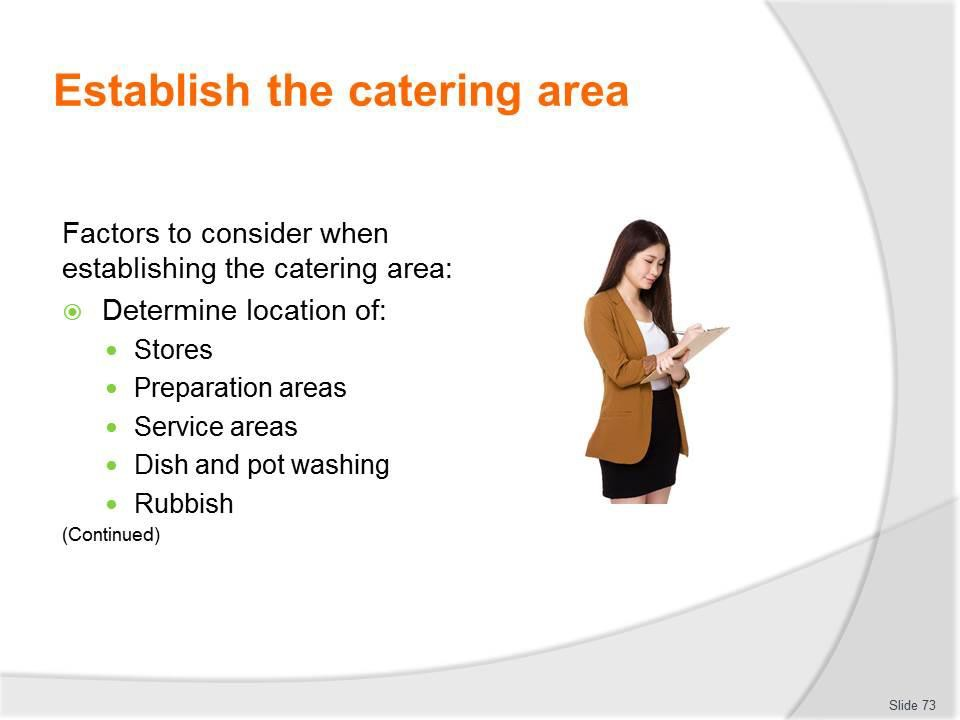 Establish the catering area
Factors to consider when
establishing the catering area:
Determine location of:
Stores
Preparation areas
Service areas
Dish and pot washing
Rubbish
(Continued)
Slide 73